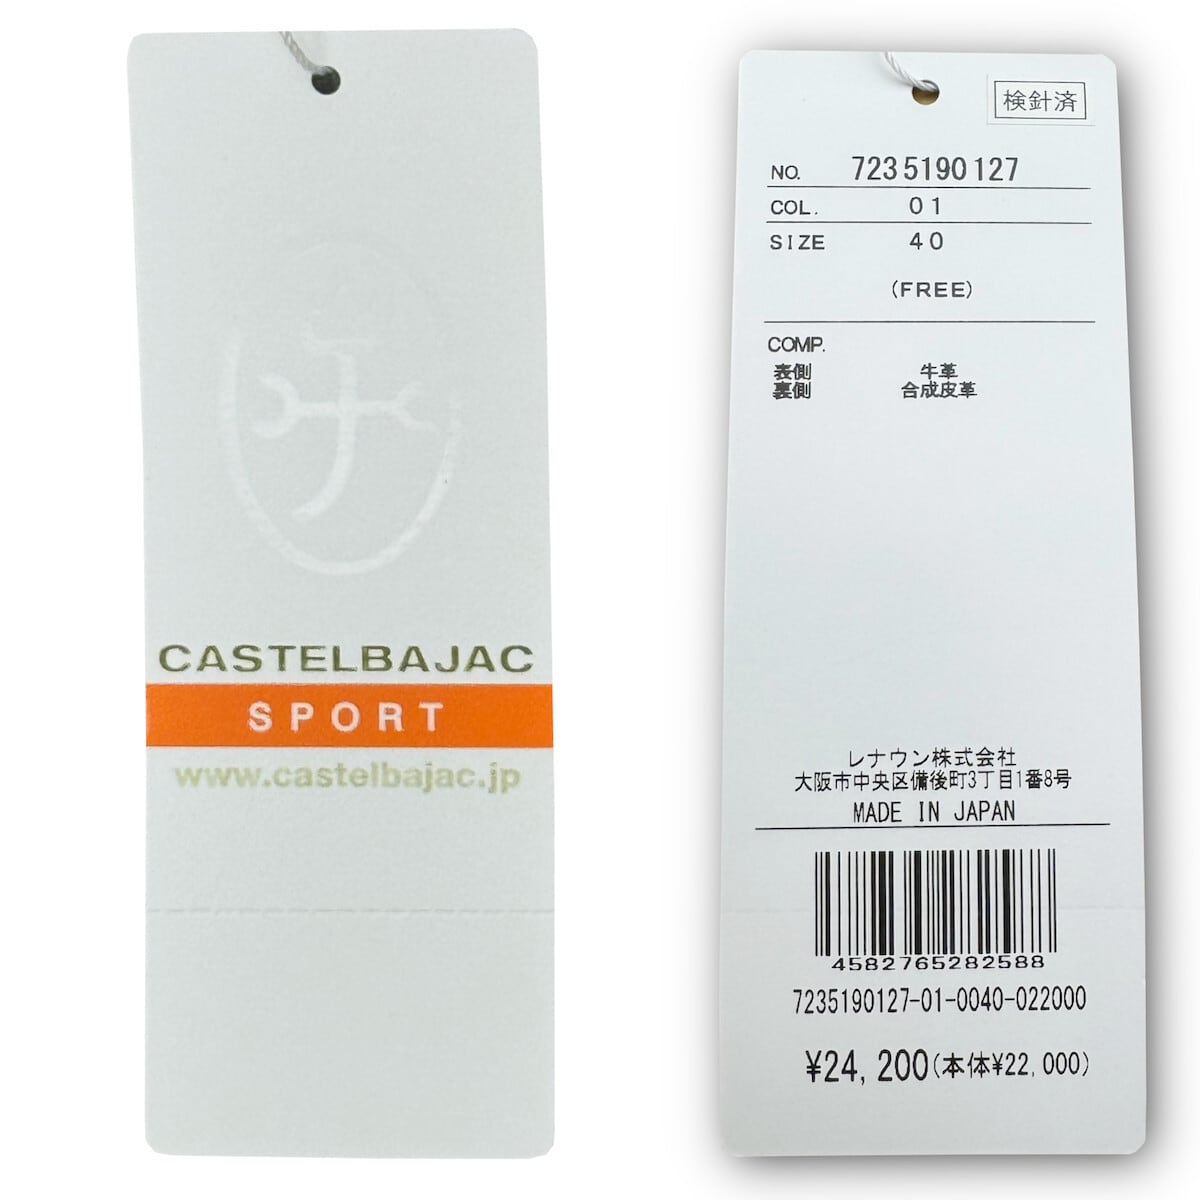 CASTELBAJAC
SPORT
www.castelbajac.jp
検針済
NO. 7235190127
COL. 01
SIZE 40
(FREE)
COMP.
表側 牛革
裏側 合成皮革
レナウン株式会社
大阪市中央区備後町3丁目1番8号
MADE IN JAPAN
4582765282588
7235190127-01-0040-022000
¥24,200(本体¥22,000)